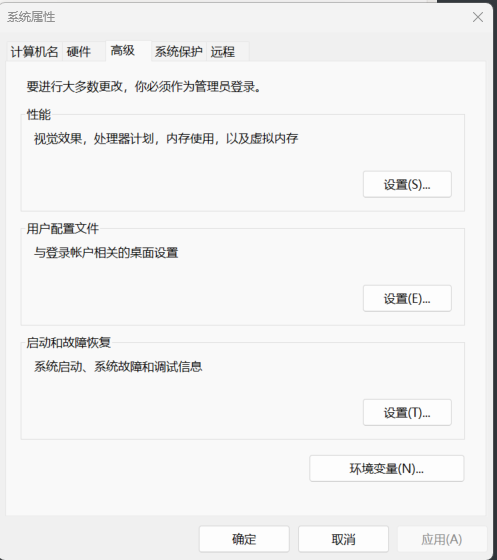 系统属性
计算机名 硬件 高级 系统保护 远程
要进行大多数更改，你必须作为管理员登录。
性能
视觉效果，处理器计划，内存使用，以及虚拟内存
设置(S)...
用户配置文件
与登录帐户相关的桌面设置
设置(E)...
启动和故障恢复
系统启动、系统故障和调试信息
设置(T)...
环境变量(N)...
确定 取消 应用(A)